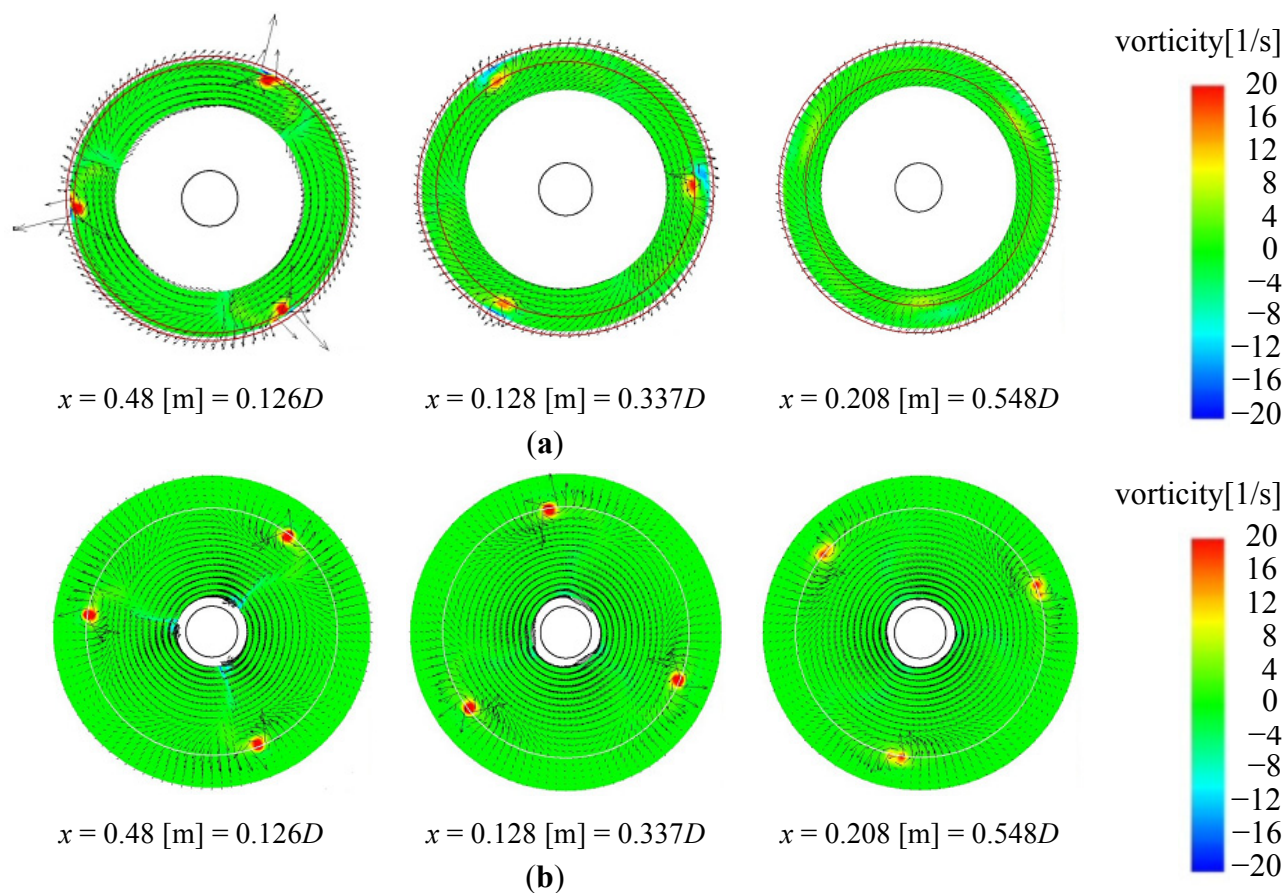 vorticity[1/s]
20
16
12
8
4
0
−4
−8
−12
−16
−20
x = 0.48 [m] = 0.126D
x = 0.128 [m] = 0.337D
x = 0.208 [m] = 0.548D
(a)
vorticity[1/s]
20
16
12
8
4
0
−4
−8
−12
−16
−20
x = 0.48 [m] = 0.126D
x = 0.128 [m] = 0.337D
x = 0.208 [m] = 0.548D
(b)